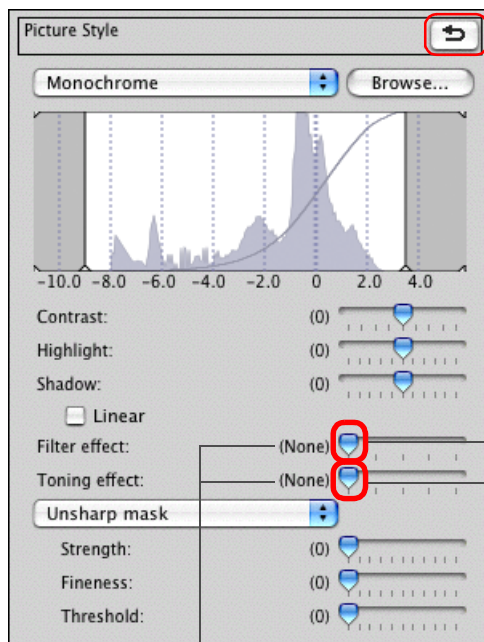 Picture Style
Monochrome Browse...
-10.0 -8.0 -6.0 -4.0 -2.0 0 2.0 4.0
Contrast: (0)
Highlight: (0)
Shadow: (0)
Linear
Filter effect: (None)
Toning effect: (None)
Unsharp mask
Strength: (0)
Fineness: (0)
Threshold: (0)